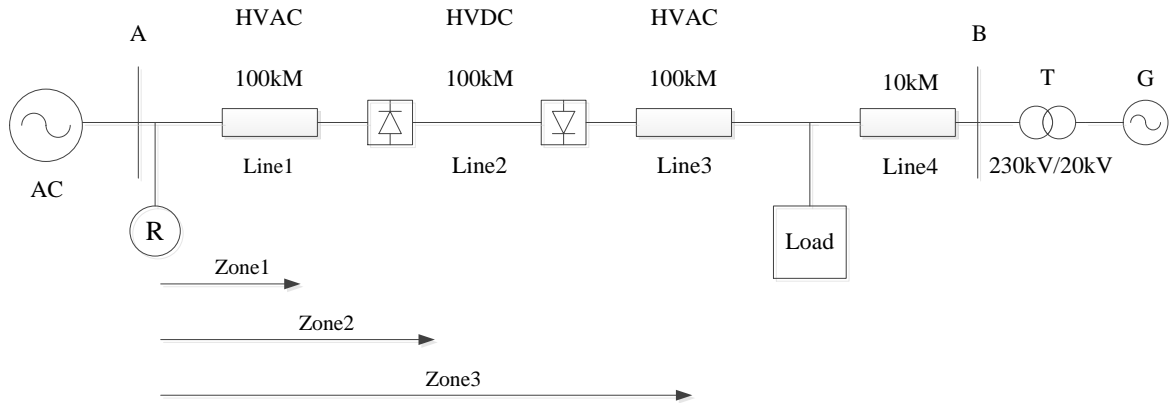 HVAC HVDC HVAC
A B
100kM 100kM 100kM 10kM T G
AC Line1 Line2 Line3 Line4 230kV/20kV
R Load
Zone1
Zone2
Zone3